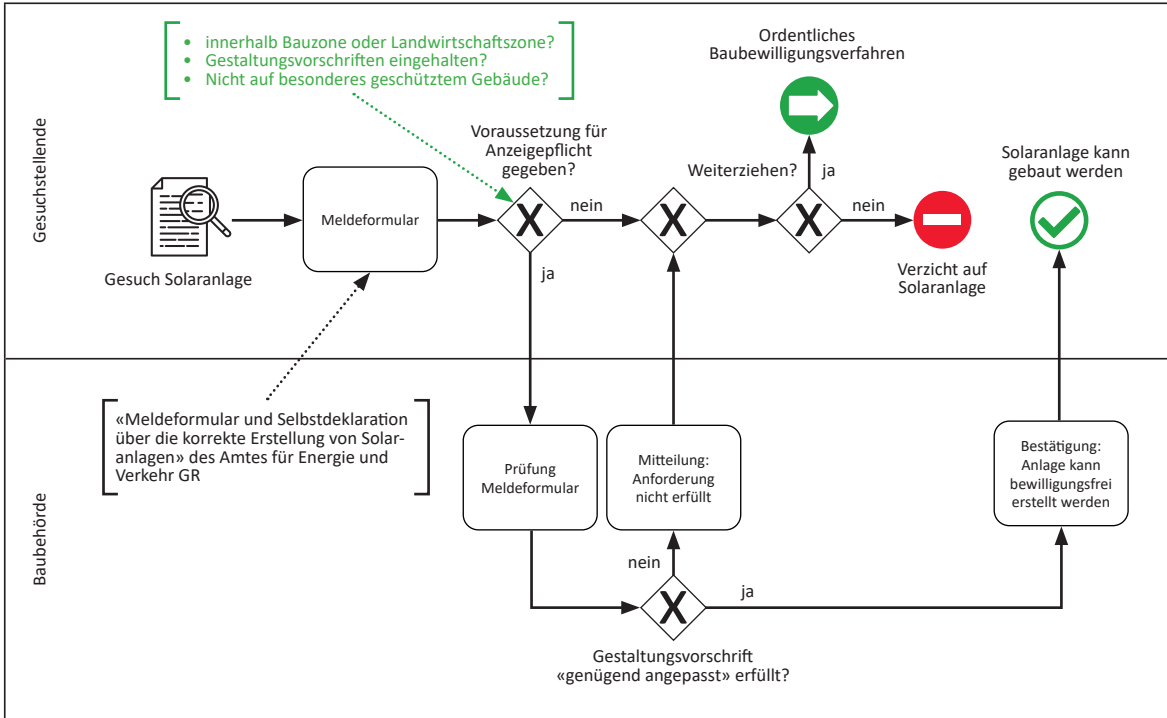 Gesuchstellende
• innerhalb Bauzone oder Landwirtschaftszone?
• Gestaltungsvorschriften eingehalten?
• Nicht auf besonderes geschütztem Gebäude?
Ordentliches
Baubewilligungsverfahren
Voraussetzung für
Anzeigepflicht
gegeben?
Weiterziehen?
ja
Solaranlage kann
gebaut werden
Meldeformular
X
nein
X
X
nein
Gesuch Solaranlage
ja
Verzicht auf
Solaranlage
Baubehörde
«Meldeformular und Selbstdeklaration
über die korrekte Erstellung von Solar-
anlagen» des Amtes für Energie und
Verkehr GR
Prüfung
Meldeformular
Mitteilung:
Anforderung
nicht erfüllt
Bestätigung:
Anlage kann
bewilligungsfrei
erstellt werden
nein
X
ja
Gestaltungsvorschrift
«genügend angepasst» erfüllt?